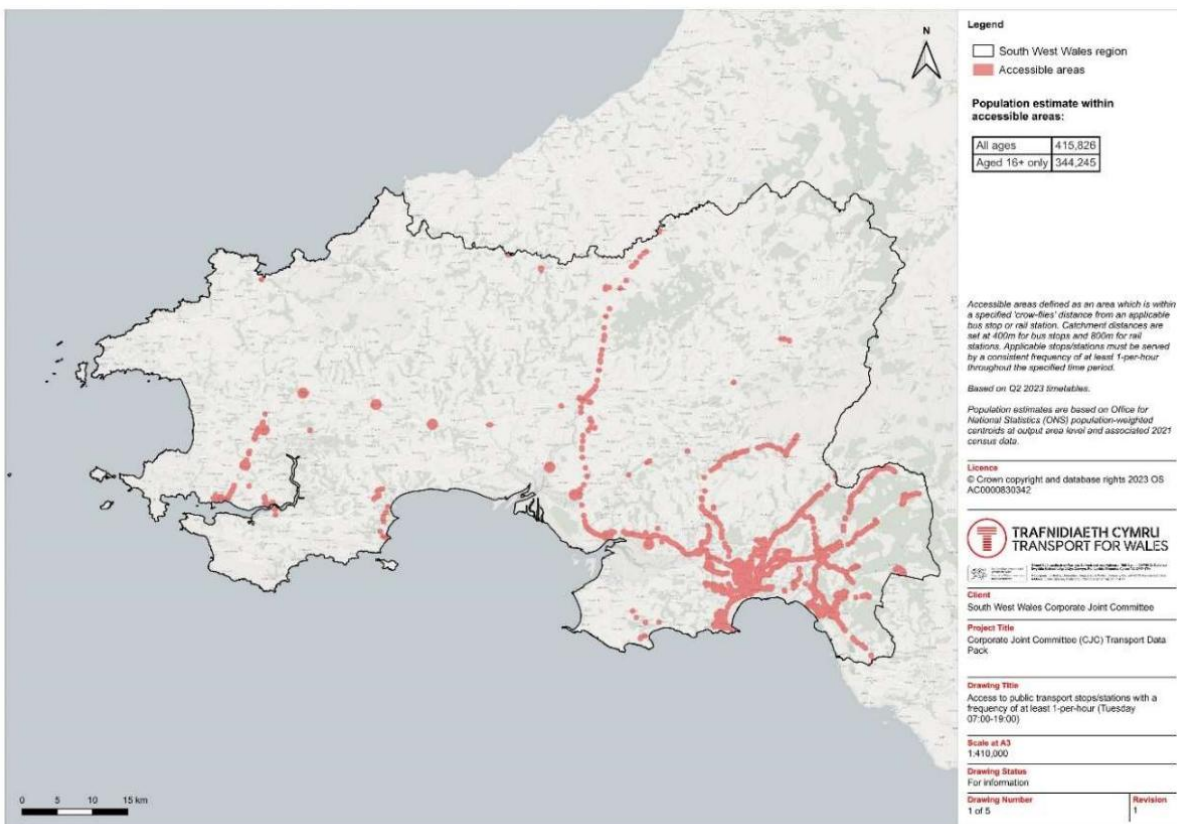 N
0 5 10 15 km
Legend
South West Wales region
Accessible areas
Population estimate within
accessible areas:
All ages 415,826
Aged 16+ only 344,245
Accessible areas defined as an area which is within
a specified 'crow-flies' distance from an applicable
bus stop or rail station. Catchment distances are
set at 400m for bus stops and 800m for rail
stations. Applicable stops/stations must be served
by a consistent frequency of at least 1-per-hour
throughout the specified time period.
Based on Q2 2023 timetables.
Population estimates are based on Office for
National Statistics (ONS) population-weighted
centroids at output area level and associated 2021
census data.
Licence
© Crown copyright and database rights 2023 OS
AC0000830342
TRAFNIDIAETH CYMRU
TRANSPORT FOR WALES
Client
South West Wales Corporate Joint Committee
Project Title
Corporate Joint Committee (CJC) Transport Data
Pack
Drawing Title
Access to public transport stops/stations with a
frequency of at least 1-per-hour (Tuesday
07:00-19:00)
Scale at A3
1:410,000
Drawing Status
For information
Drawing Number
1 of 5
Revision
1